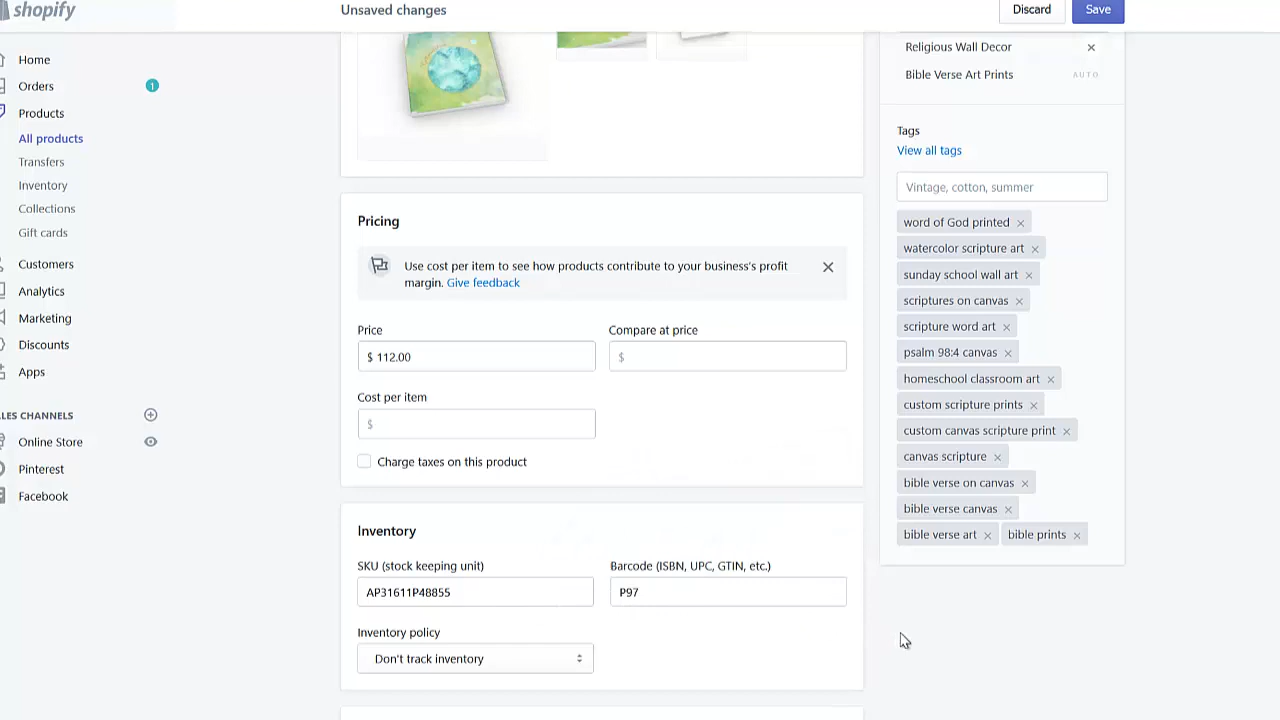 shopify
Unsaved changes
Discard
Save
Home
Orders
1
Products
All products
Transfers
Inventory
Collections
Gift cards
Customers
Analytics
Marketing
Discounts
Apps
LES CHANNELS
Online Store
Pinterest
Facebook
Pricing
Use cost per item to see how products contribute to your business's profit
margin. Give feedback
Price
Compare at price
$ 112.00
$
Cost per item
$
Charge taxes on this product
Inventory
SKU (stock keeping unit)
Barcode (ISBN, UPC, GTIN, etc.)
AP31611P48855
P97
Inventory policy
Don't track inventory
Religious Wall Decor
Bible Verse Art Prints
AUTO
Tags
View all tags
Vintage, cotton, summer
word of God printed
watercolor scripture art
sunday school wall art
scriptures on canvas
scripture word art
psalm 98:4 canvas
homeschool classroom art
custom scripture prints
custom canvas scripture print
canvas scripture
bible verse on canvas
bible verse canvas
bible verse art
bible prints